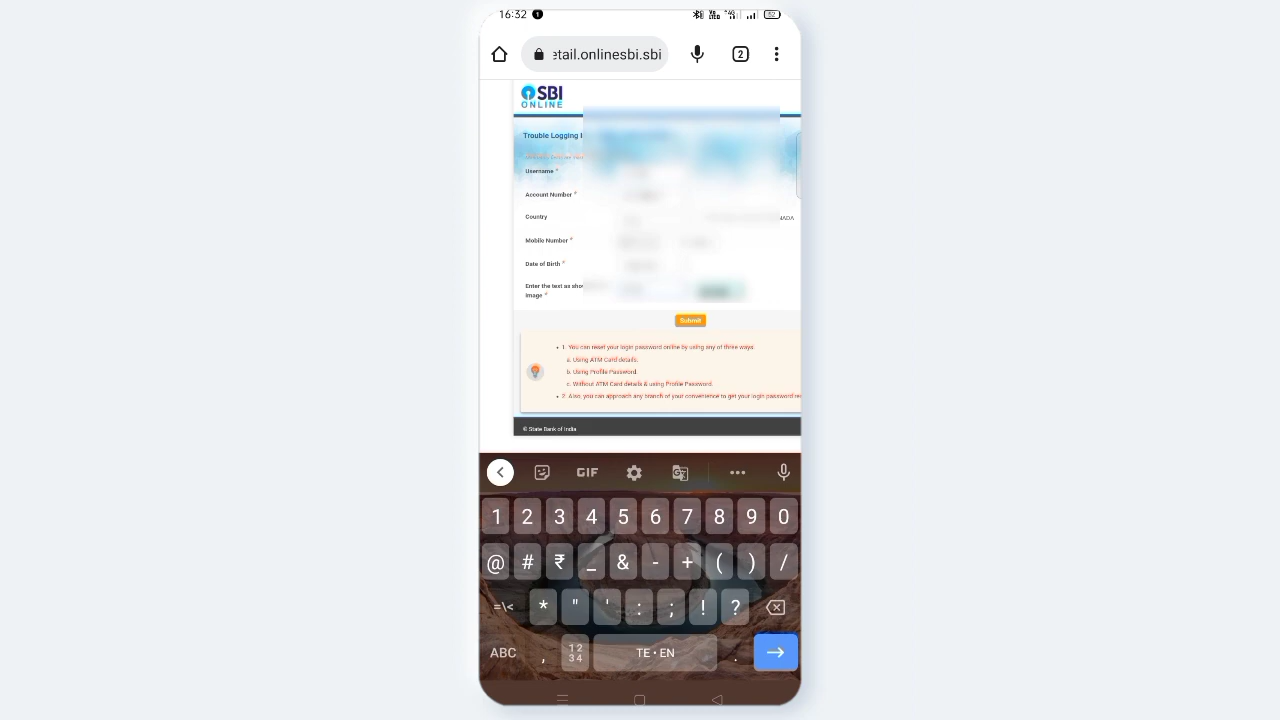 16:32
etail.onlinesbi.sbi
2
SBI
ONLINE
Trouble Logging
Username *
Account Number *
Country
Mobile Number *
Date of Birth *
Enter the text as
Image *
Submit
• 1. You can reset your login password online by using any of three ways.
a. Using ATM Card details.
b. Using Profile Password.
c. Without ATM Card details & using Profile Password.
• 2. Also, you can approach any branch of your convenience to get your login password
© State Bank of India
GIF
1 2 3 4 5 6 7 8 9 0
@ # ₹ _ & - + ( ) /
=\< * " ' : ; ! ?
ABC , 12 34 TE • EN .